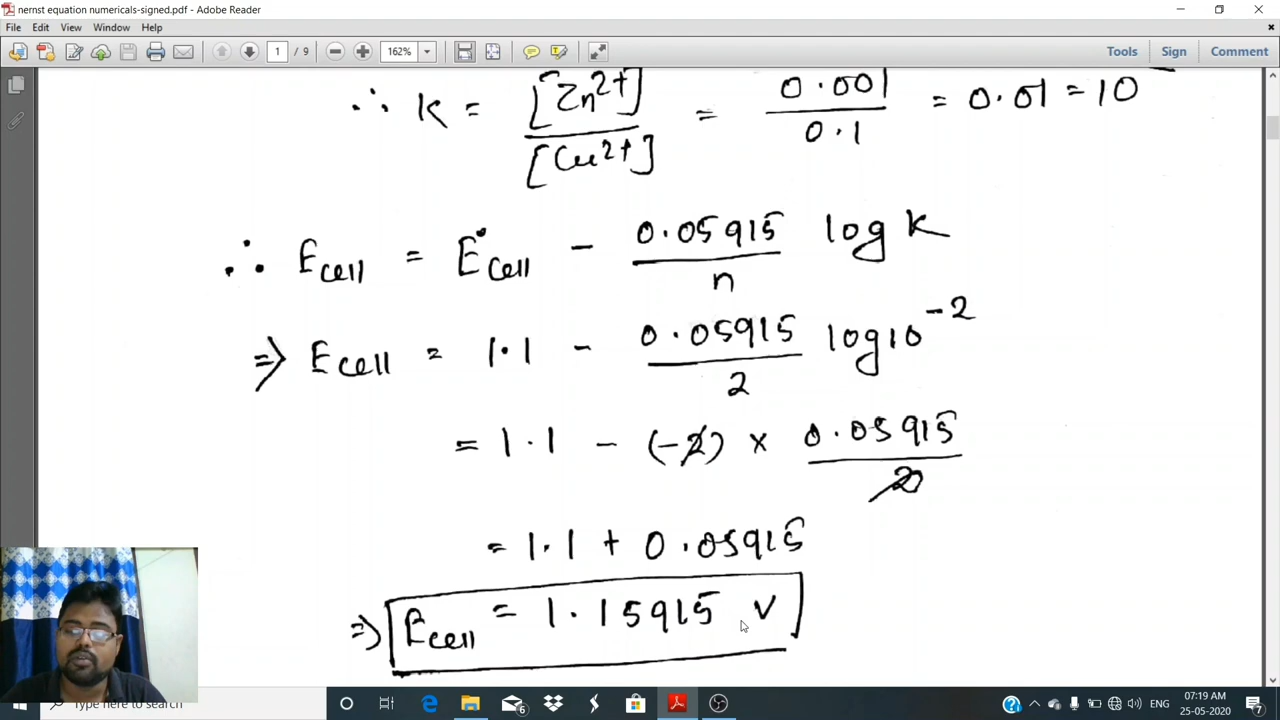 nernst equation numericals-signed.pdf - Adobe Reader
File Edit View Window Help
1 / 9 162% Tools Sign Comment
∴ K = [Zn²⁺] / [Cu²⁺] = 0.001 / 0.1 = 0.01 = 10
∴ Ecell = E°cell - 0.05915 / n log K
⇒ Ecell = 1.1 - 0.05915 / 2 log10⁻²
= 1.1 - (-2) × 0.05915 / 2
= 1.1 + 0.05915
⇒ Ecell = 1.15915 V
Type here to search
6
ENG
07:19 AM
25-05-2020
7